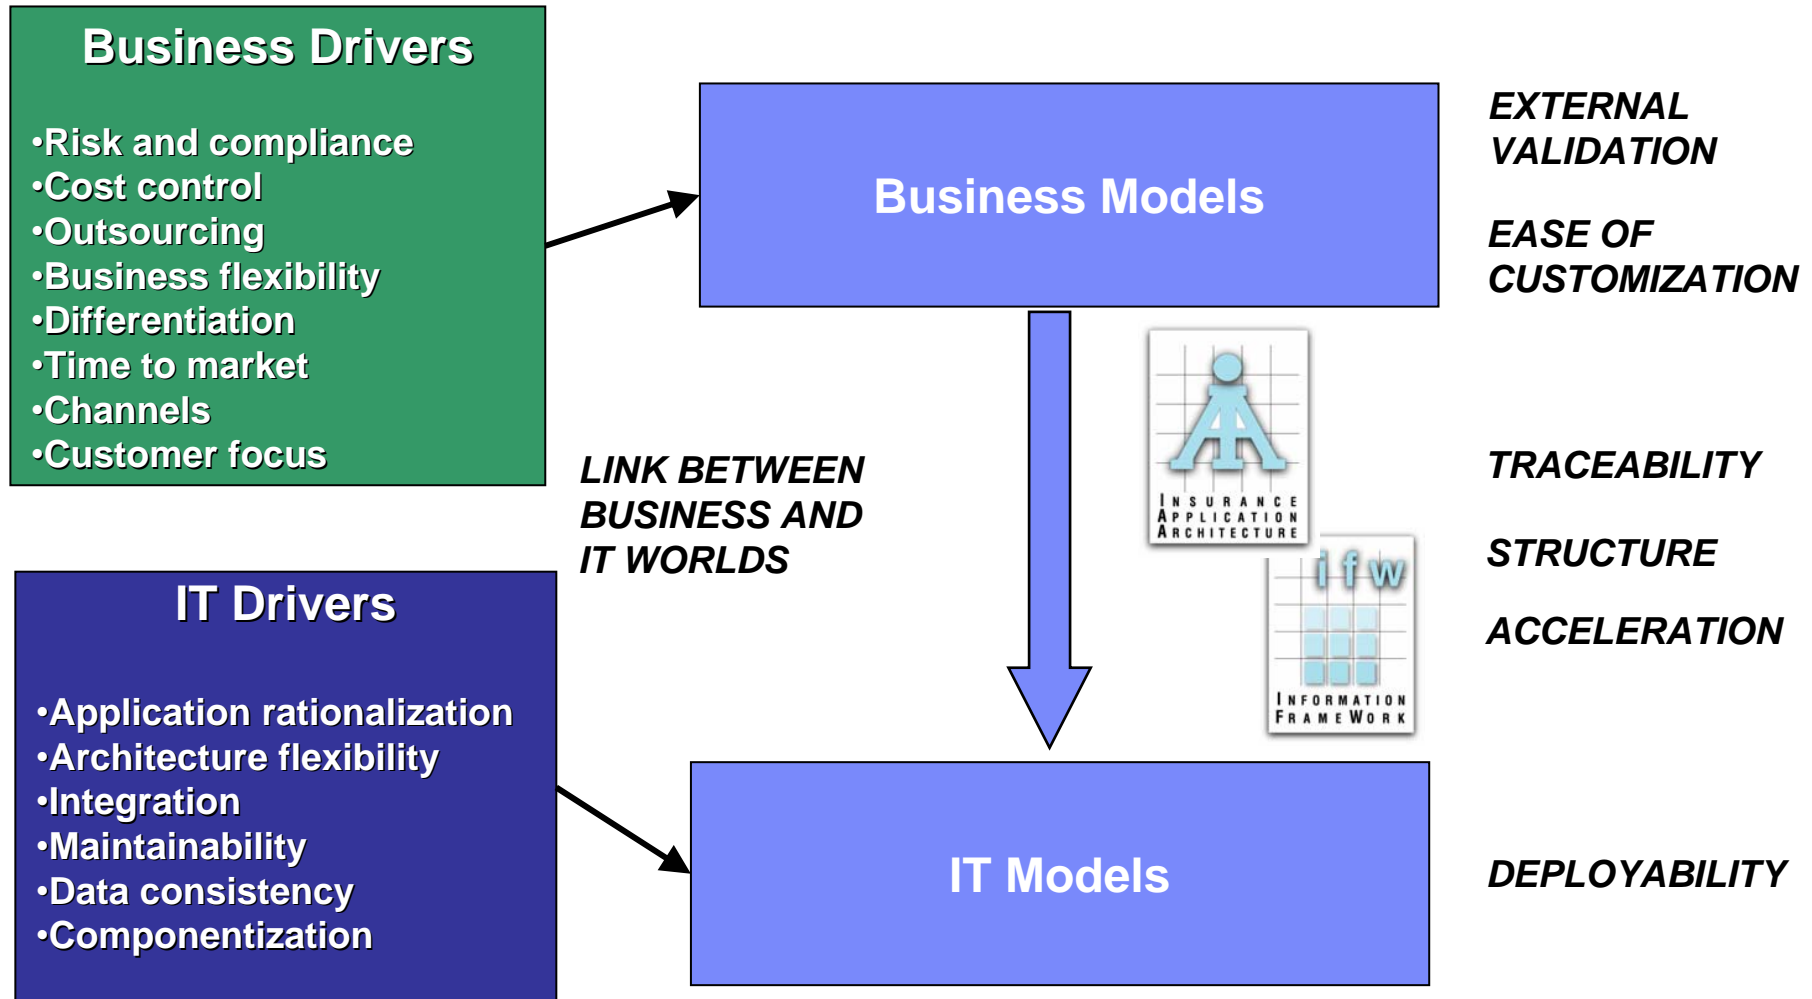 Business Drivers
•Risk and compliance
•Cost control
•Outsourcing
•Business flexibility
•Differentiation
•Time to market
•Channels
•Customer focus
Business Models
EXTERNAL
VALIDATION
EASE OF
CUSTOMIZATION
LINK BETWEEN
BUSINESS AND
IT WORLDS
IAA
INSURANCE
APPLICATION
ARCHITECTURE
ifw
INFORMATION
FRAMEWORK
TRACEABILITY
STRUCTURE
ACCELERATION
IT Drivers
•Application rationalization
•Architecture flexibility
•Integration
•Maintainability
•Data consistency
•Componentization
IT Models
DEPLOYABILITY